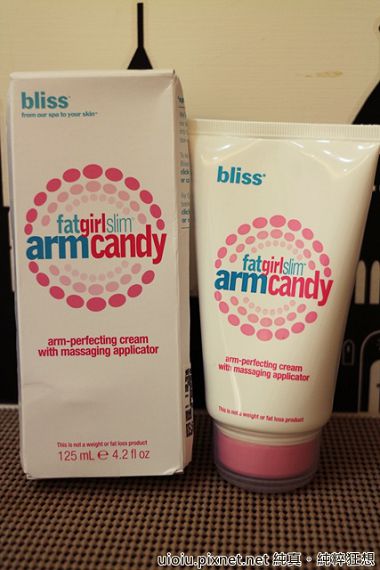 bliss®
from our spa to your skin™
fatgirlslim®
armcandy
arm-perfecting cream
with massaging applicator
This is not a weight or fat loss product
125 mL ℮ 4.2 fl oz
bliss®
fatgirlslim®
armcandy
arm-perfecting cream
with massaging applicator
This is not a weight or fat loss product
uioiu.pixnet.net 純真。純粹狂想